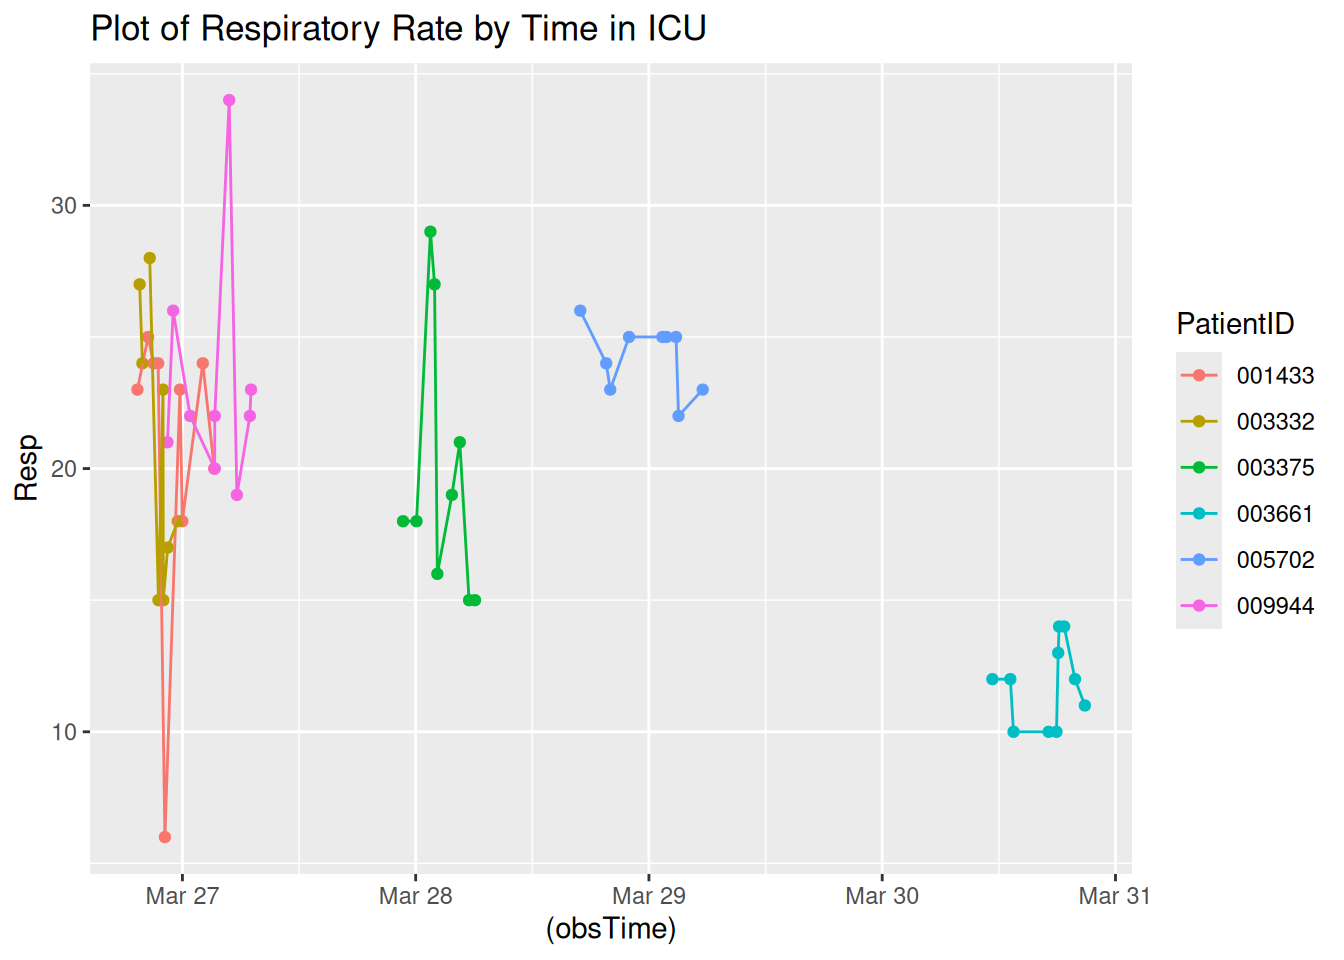 Plot of Respiratory Rate by Time in ICU
30
20
10
Resp
Mar 27
Mar 28
Mar 29
Mar 30
Mar 31
(obsTime)
PatientID
001433
003332
003375
003661
005702
009944